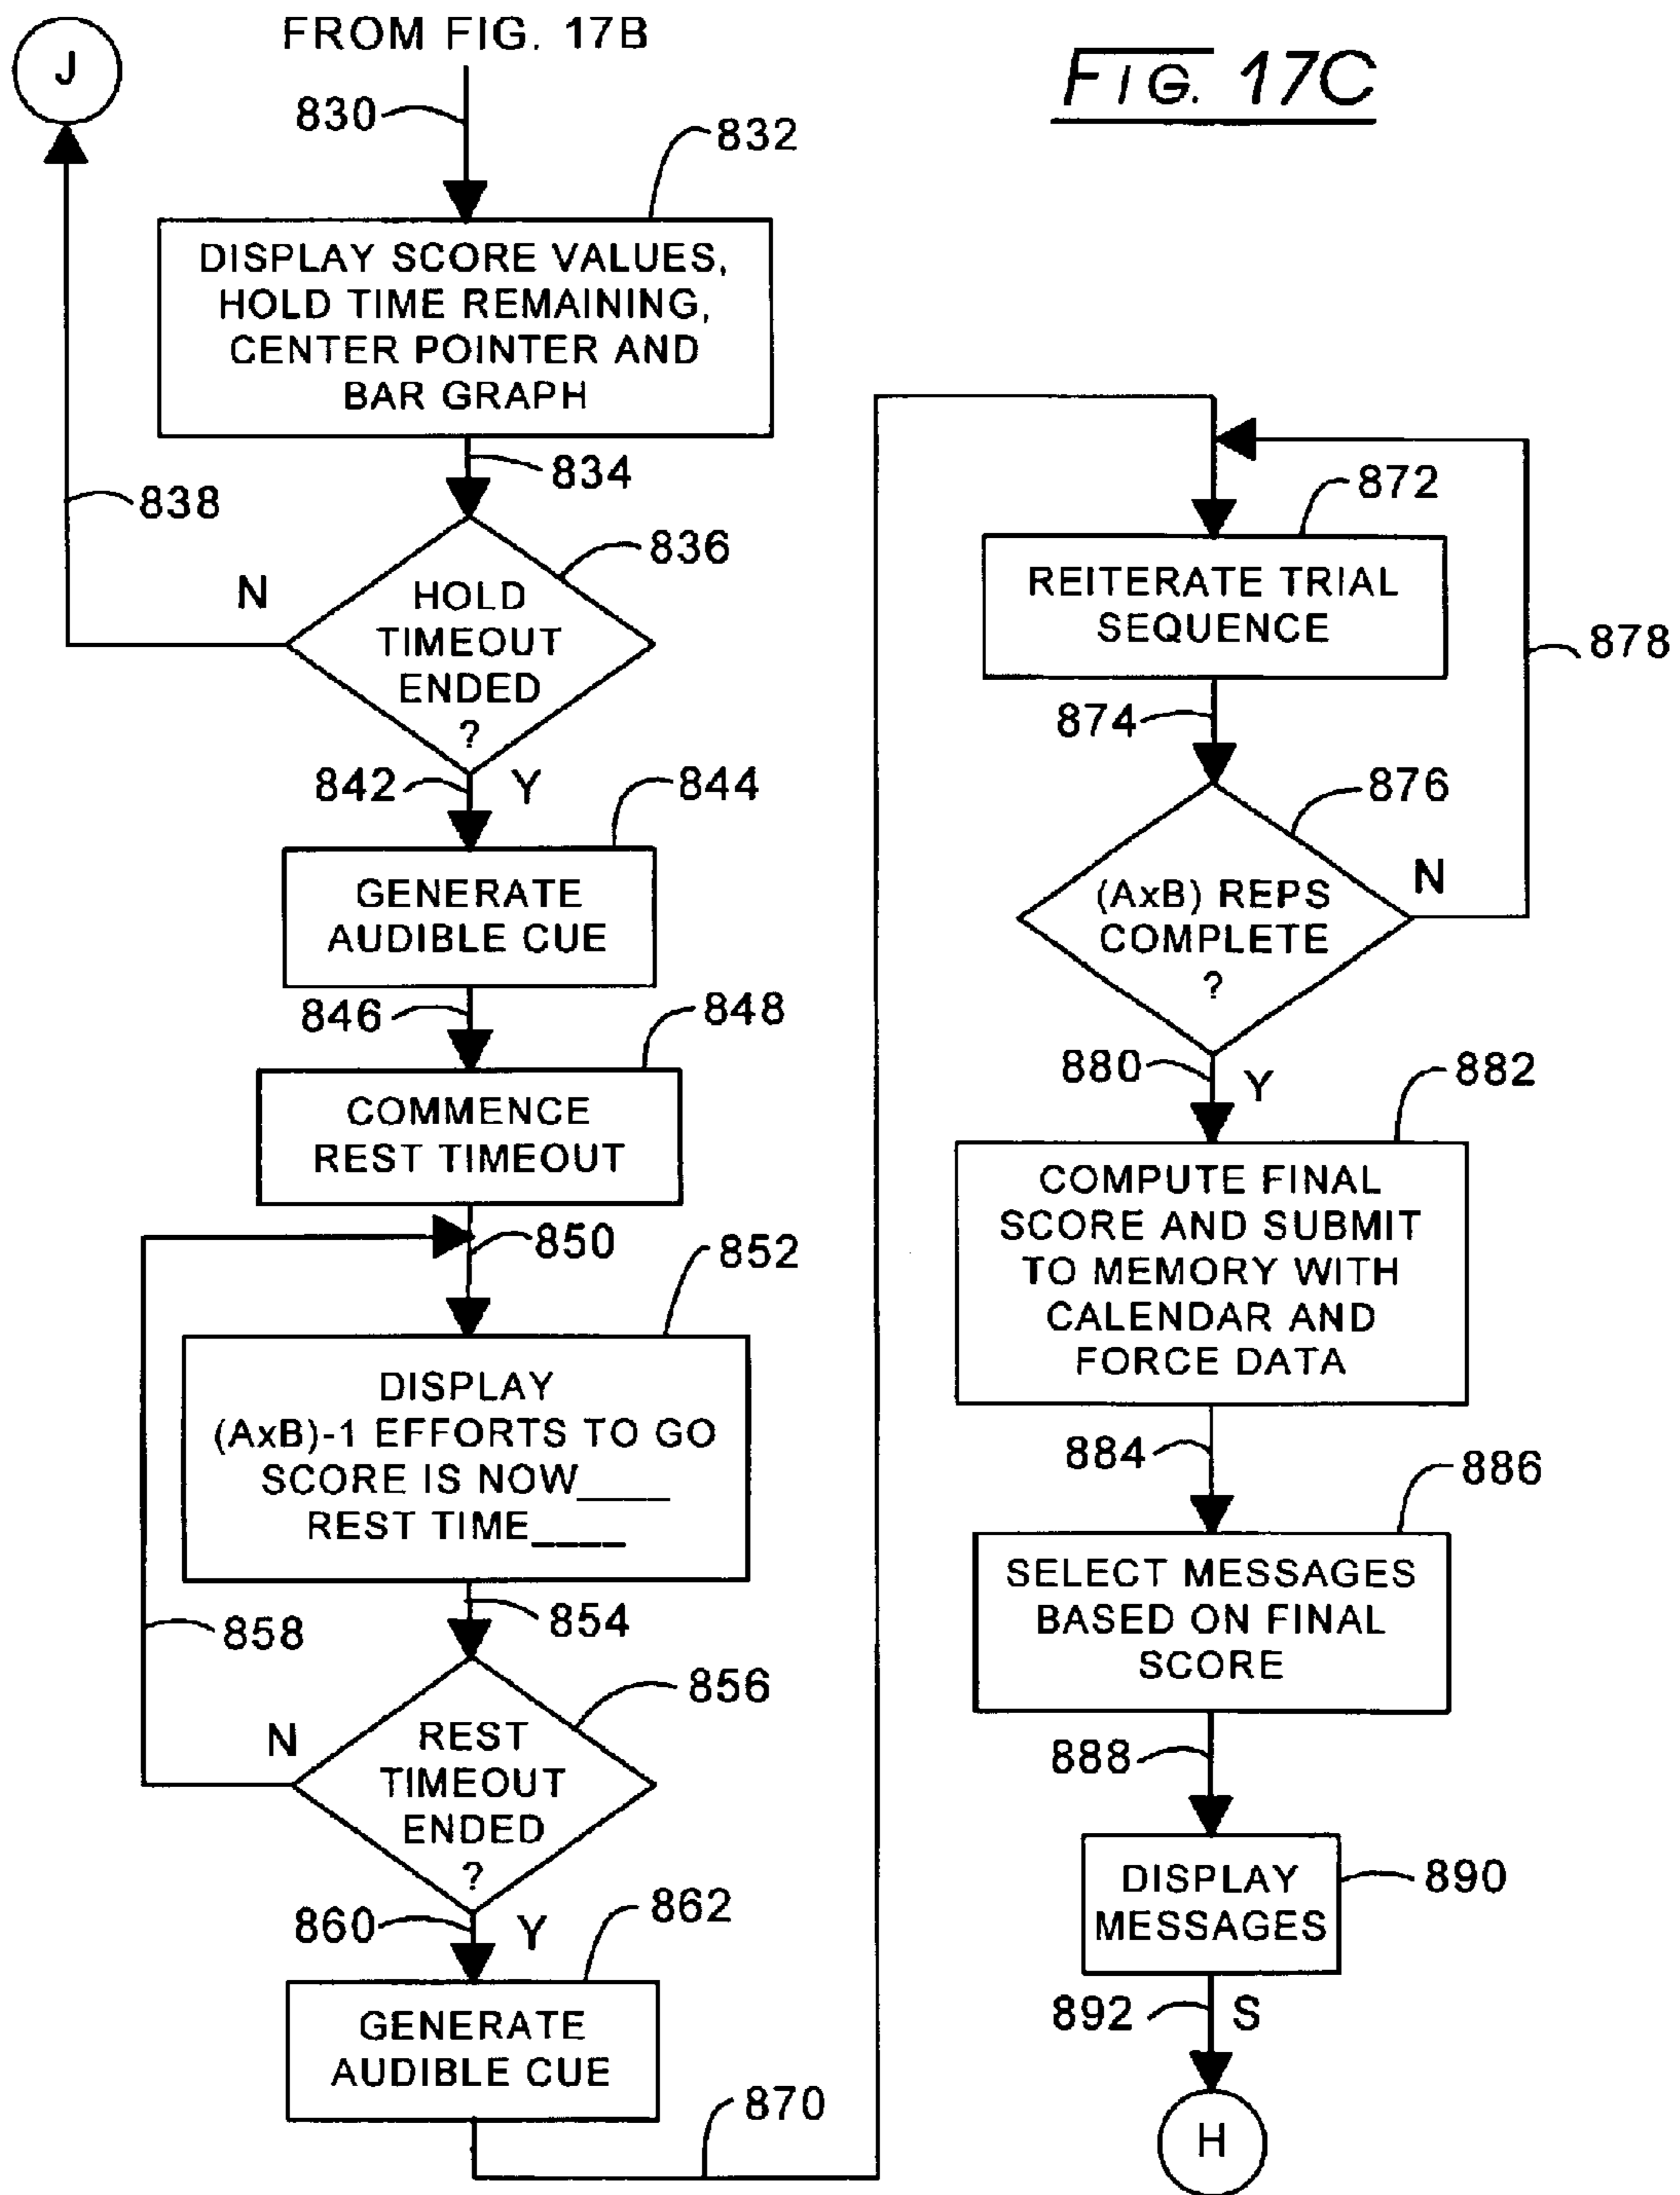 J
FROM FIG. 17B
FIG. 17C
830
832
DISPLAY SCORE VALUES,
HOLD TIME REMAINING,
CENTER POINTER AND
BAR GRAPH
834
838
836
N
HOLD
TIMEOUT
ENDED
?
842
Y
844
GENERATE
AUDIBLE CUE
846
848
COMMENCE
REST TIMEOUT
850
852
DISPLAY
(AxB)-1 EFFORTS TO GO
SCORE IS NOW____
REST TIME____
854
858
856
N
REST
TIMEOUT
ENDED
?
860
Y
862
GENERATE
AUDIBLE CUE
870
872
REITERATE TRIAL
SEQUENCE
878
874
876
N
(AxB) REPS
COMPLETE
?
880
Y
882
COMPUTE FINAL
SCORE AND SUBMIT
TO MEMORY WITH
CALENDAR AND
FORCE DATA
884
886
SELECT MESSAGES
BASED ON FINAL
SCORE
888
890
DISPLAY
MESSAGES
892
S
H